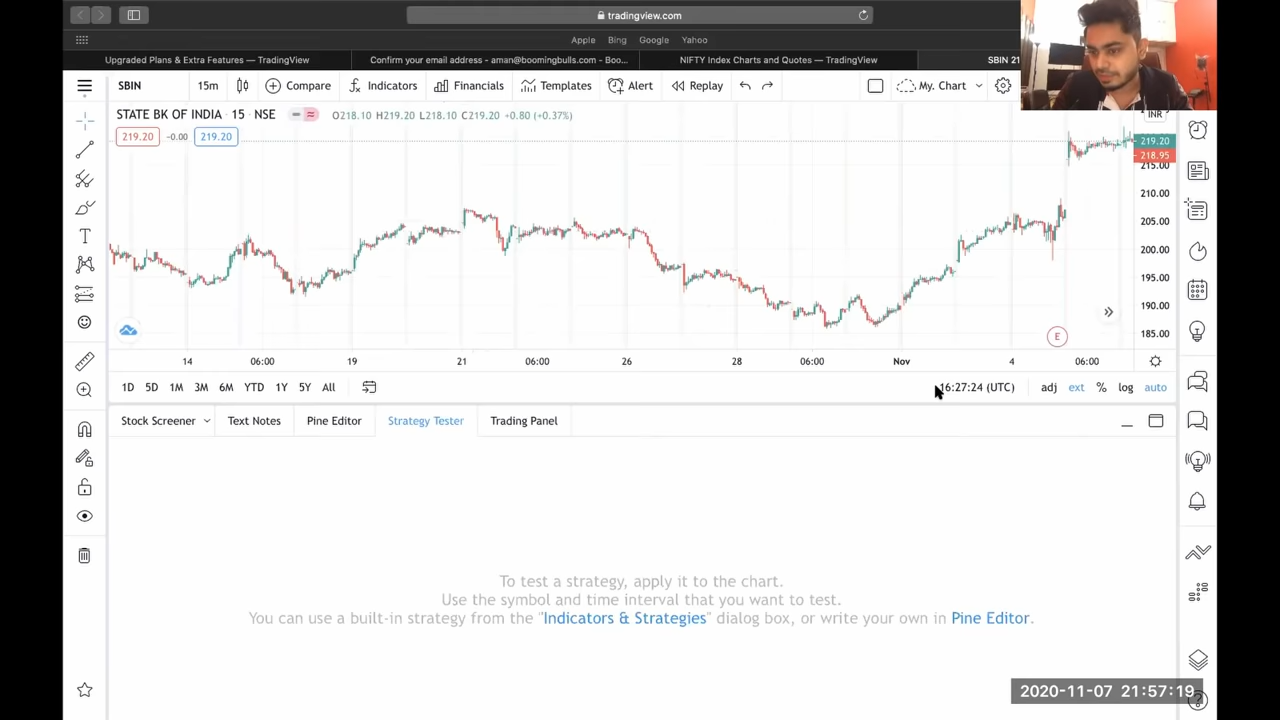 tradingview.com
Apple Bing Google Yahoo
Upgraded Plans & Extra Features — TradingView
Confirm your email address - aman@boomingbulls.com - Boo...
NIFTY Index Charts and Quotes — TradingView
SBIN 21
SBIN 15m Compare Indicators Financials Templates Alert Replay My. Chart
STATE BK OF INDIA · 15 · NSE O218.10 H219.20 L218.10 C219.20 +0.80 (+0.37%)
INR
219.20 -0.00 219.20
219.20
218.95
215.00
210.00
205.00
200.00
195.00
190.00
185.00
E
14 06:00 19 21 06:00 26 28 06:00 Nov 4 06:00
1D 5D 1M 3M 6M YTD 1Y 5Y All 16:27:24 (UTC) adj ext % log auto
Stock Screener Text Notes Pine Editor Strategy Tester Trading Panel
To test a strategy, apply it to the chart.
Use the symbol and time interval that you want to test.
You can use a built-in strategy from the "Indicators & Strategies" dialog box, or write your own in Pine Editor.
2020-11-07 21:57:19